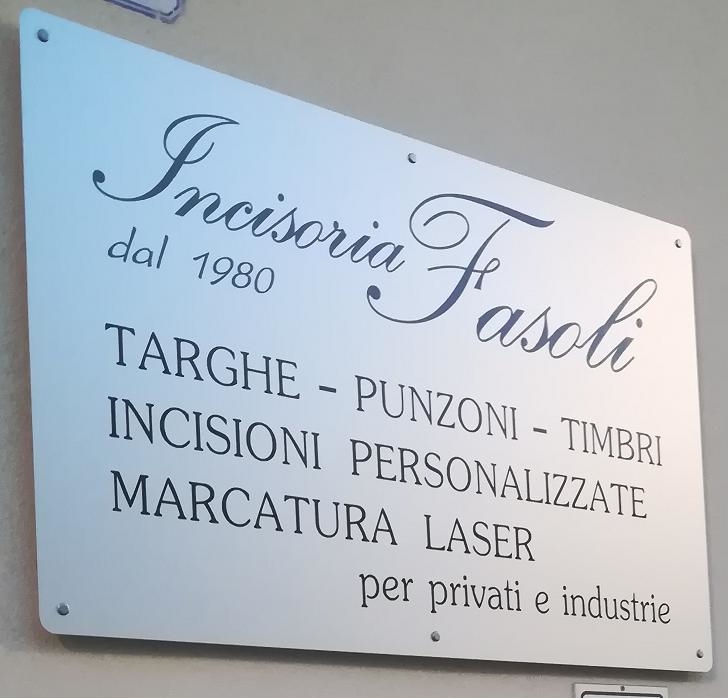 Incisoria Fasoli
dal 1980
TARGHE - PUNZONI - TIMBRI
INCISIONI PERSONALIZZATE
MARCATURA LASER
per privati e industrie